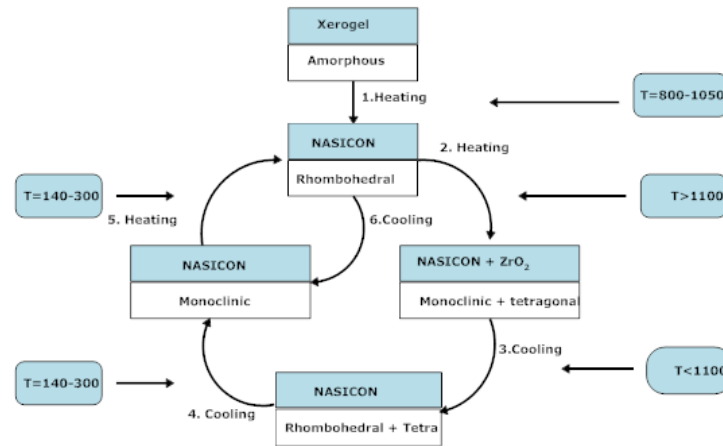 Xerogel
Amorphous
1.Heating
T=800-1050
NASICON
2. Heating
Rhombohedral
T=140-300
T>1100
5. Heating
6.Cooling
NASICON
NASICON + ZrO₂
Monoclinic
Monoclinic + tetragonal
3.Cooling
T<1100
T=140-300
4. Cooling
NASICON
Rhombohedral + Tetra